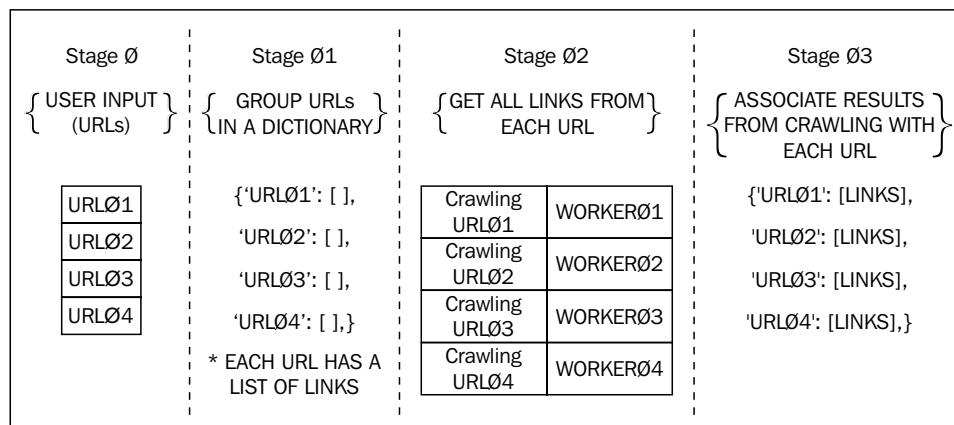 Stage Ø
USER INPUT
(URLs)
URLØ1
URLØ2
URLØ3
URLØ4
Stage Ø1
GROUP URLs
IN A DICTIONARY
{‘URLØ1’: [ ],
‘URLØ2’: [ ],
‘URLØ3’: [ ],
‘URLØ4’: [ ],}
* EACH URL HAS A
LIST OF LINKS
Stage Ø2
GET ALL LINKS FROM
EACH URL
Crawling
URLØ1
WORKERØ1
Crawling
URLØ2
WORKERØ2
Crawling
URLØ3
WORKERØ3
Crawling
URLØ4
WORKERØ4
Stage Ø3
ASSOCIATE RESULTS
FROM CRAWLING WITH
EACH URL
{'URLØ1': [LINKS],
'URLØ2': [LINKS],
'URLØ3': [LINKS],
'URLØ4': [LINKS],}